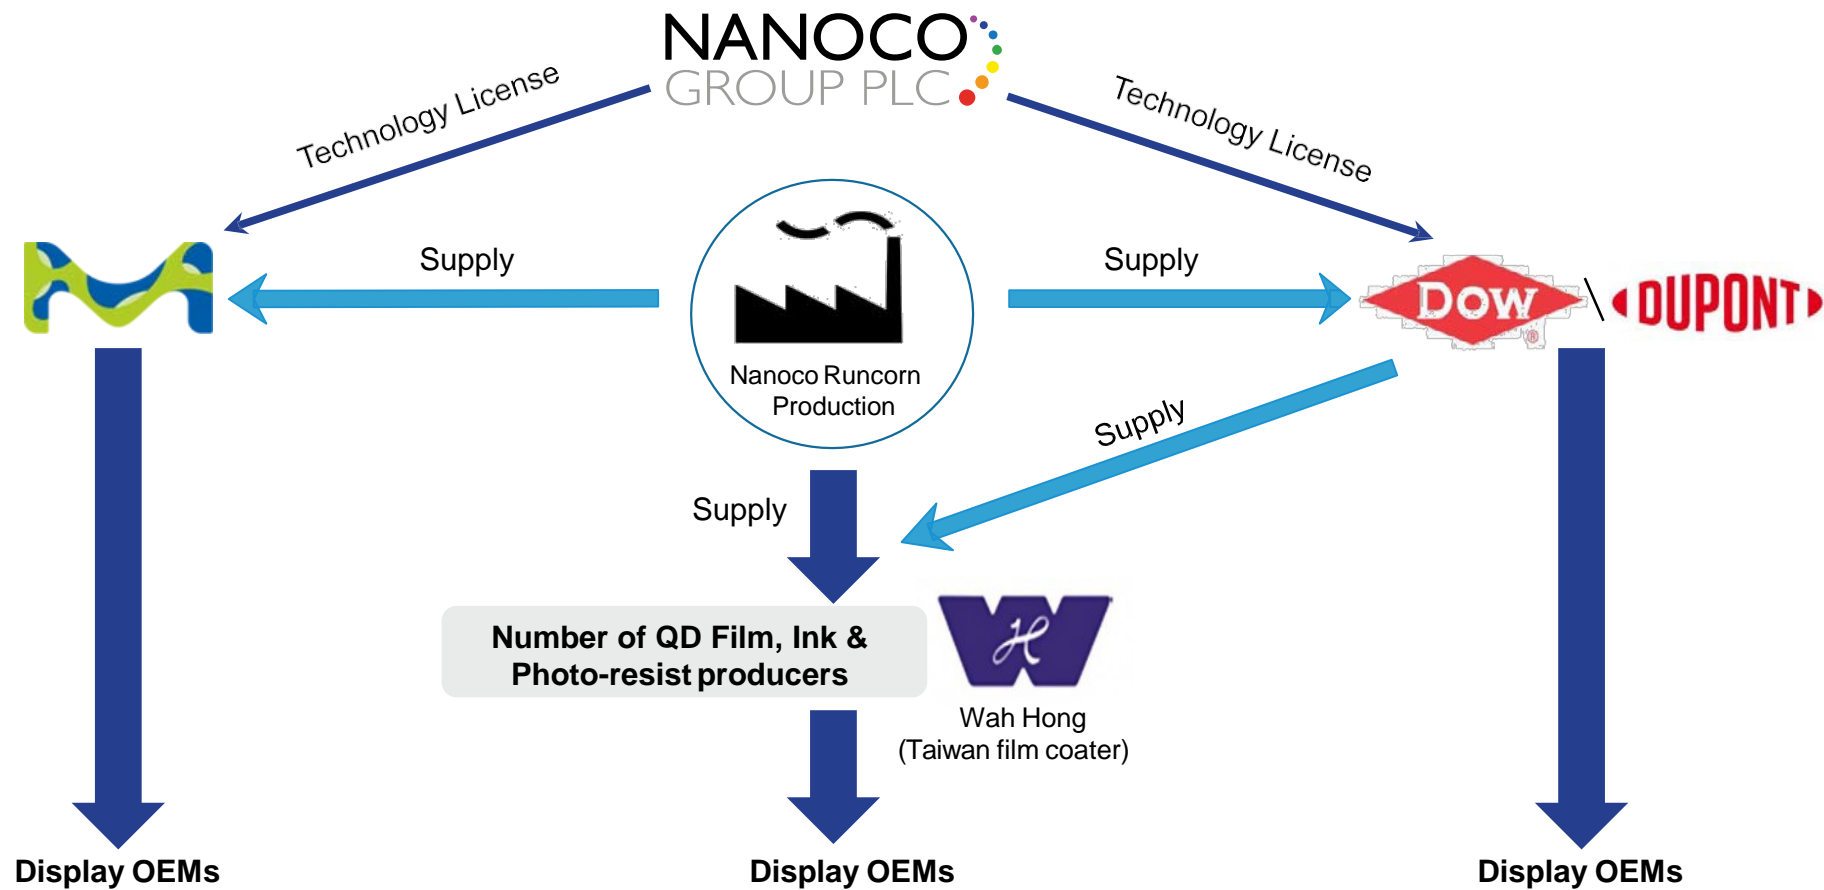 NANOCO
GROUP PLC
Technology License
Technology License
Supply
Supply
DOW
®
\
DUPONT
Nanoco Runcorn
Production
Supply
Supply
Number of QD Film, Ink &
Photo-resist producers
W
H
Wah Hong
(Taiwan film coater)
Display OEMs
Display OEMs
Display OEMs